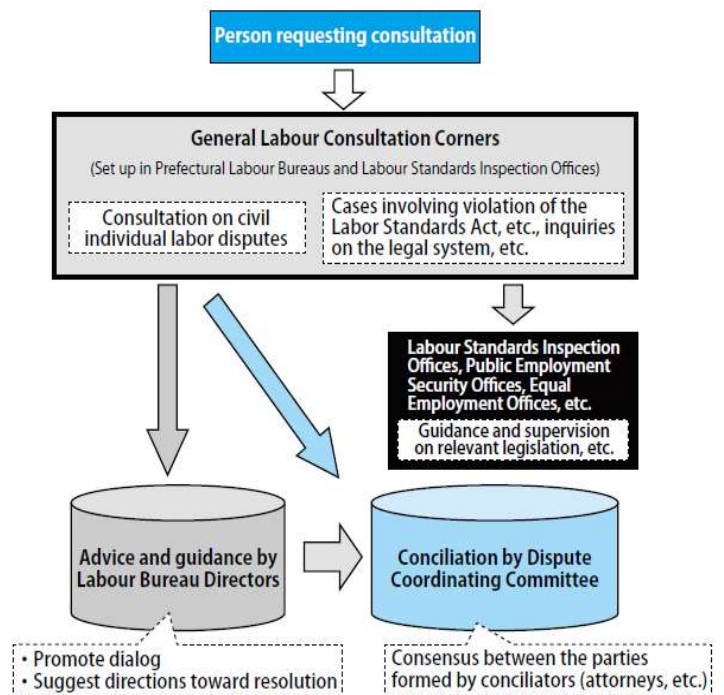 Person requesting consultation
General Labour Consultation Corners
(Set up in Prefectural Labour Bureaus and Labour Standards Inspection Offices)
Consultation on civil
individual labor disputes
Cases involving violation of the
Labor Standards Act, etc., inquiries
on the legal system, etc.
Labour Standards Inspection
Offices, Public Employment
Security Offices, Equal
Employment Offices, etc.
Guidance and supervision
on relevant legislation, etc.
Advice and guidance by
Labour Bureau Directors
Conciliation by Dispute
Coordinating Committee
• Promote dialog
• Suggest directions toward resolution
Consensus between the parties
formed by conciliators (attorneys, etc.)